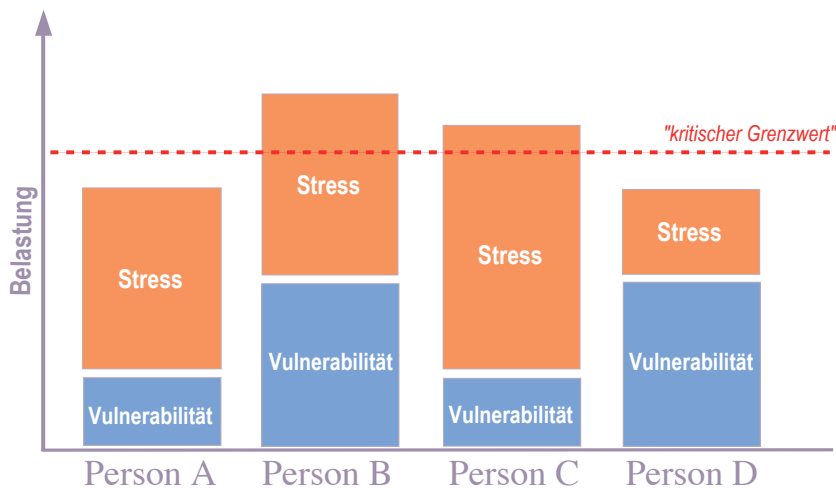 "kritischer Grenzwert"
Belastung
Stress
Vulnerabilität
Stress
Vulnerabilität
Stress
Vulnerabilität
Stress
Vulnerabilität
Person A
Person B
Person C
Person D